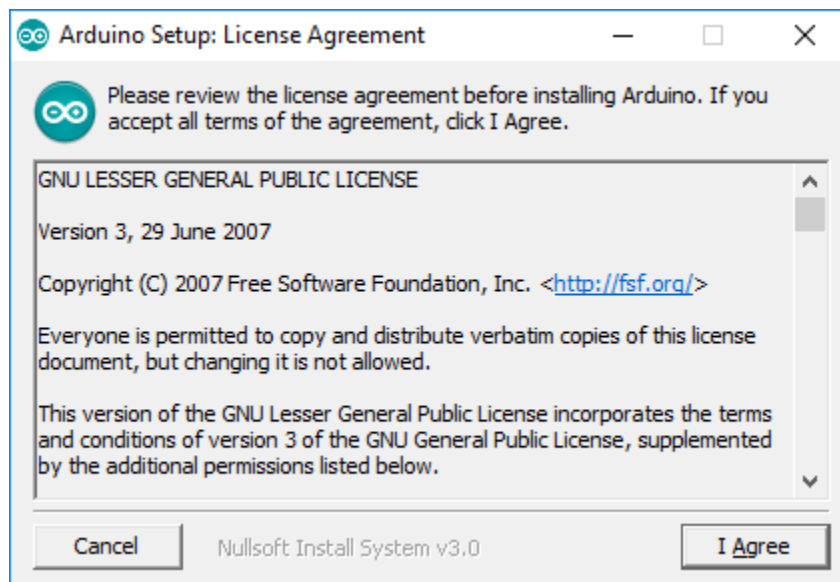 Arduino Setup: License Agreement
Please review the license agreement before installing Arduino. If you
accept all terms of the agreement, click I Agree.
GNU LESSER GENERAL PUBLIC LICENSE
Version 3, 29 June 2007
Copyright (C) 2007 Free Software Foundation, Inc. <http://fsf.org/>
Everyone is permitted to copy and distribute verbatim copies of this license
document, but changing it is not allowed.
This version of the GNU Lesser General Public License incorporates the terms
and conditions of version 3 of the GNU General Public License, supplemented
by the additional permissions listed below.
Cancel
Nullsoft Install System v3.0
I Agree